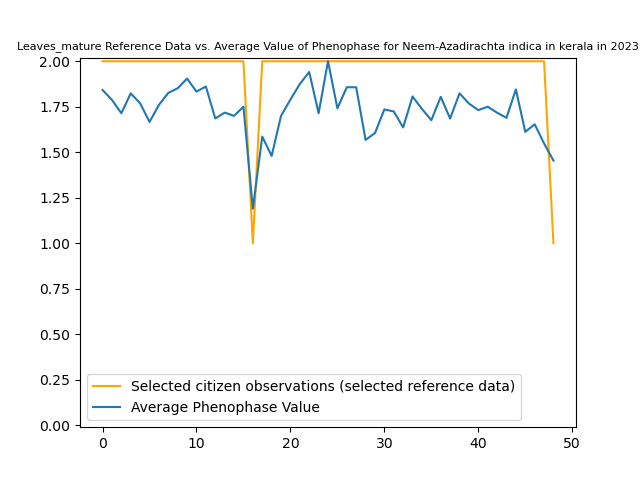 Leaves_mature Reference Data vs. Average Value of Phenophase for Neem-Azadirachta indica in kerala in 2023
2.00
1.75
1.50
1.25
1.00
0.75
0.50
0.25
0.00
Selected citizen observations (selected reference data)
Average Phenophase Value
0 10 20 30 40 50